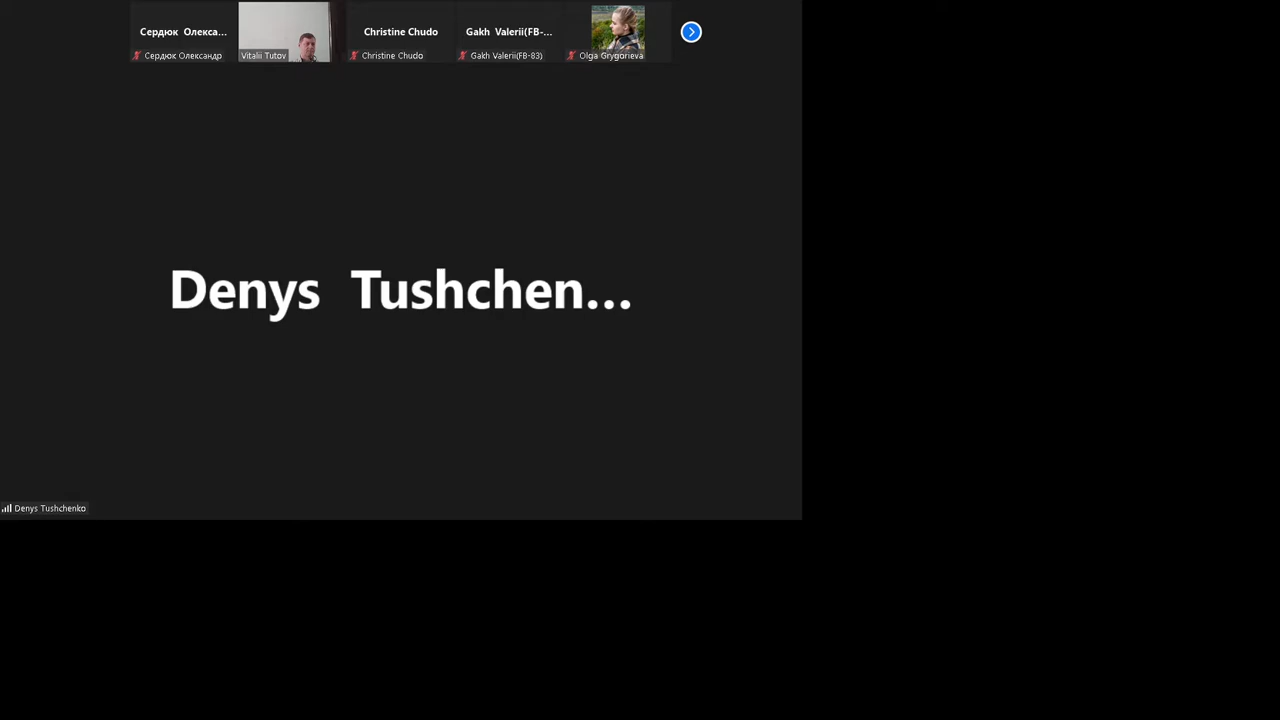 Сердюк Олекса... Christine Chudo Gakh Valerii(FB-...
Сердюк Олександр Vitalii Tutov Christine Chudo Gakh Valerii(FB-83) Olga Grygorieva
Denys Tushchen...
Denys Tushchenko